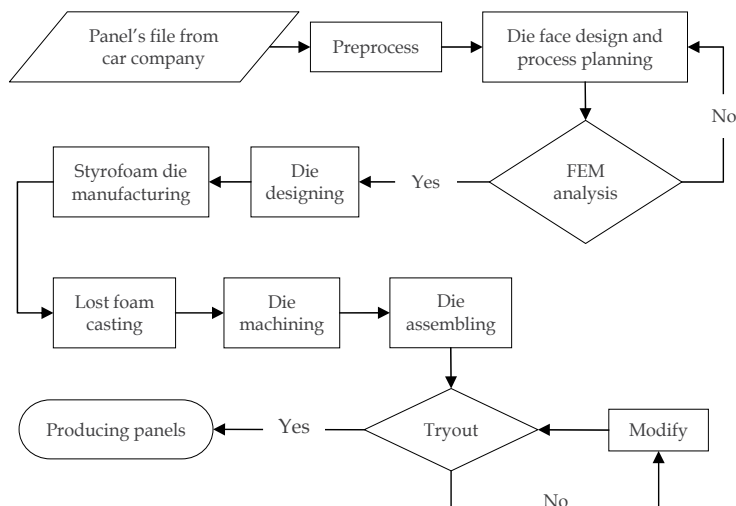 Panel's file from
car company
Preprocess
Die face design and
process planning
No
FEM
analysis
Yes
Die
designing
Styrofoam die
manufacturing
Lost foam
casting
Die
machining
Die
assembling
Tryout
Yes
Producing panels
Modify
No